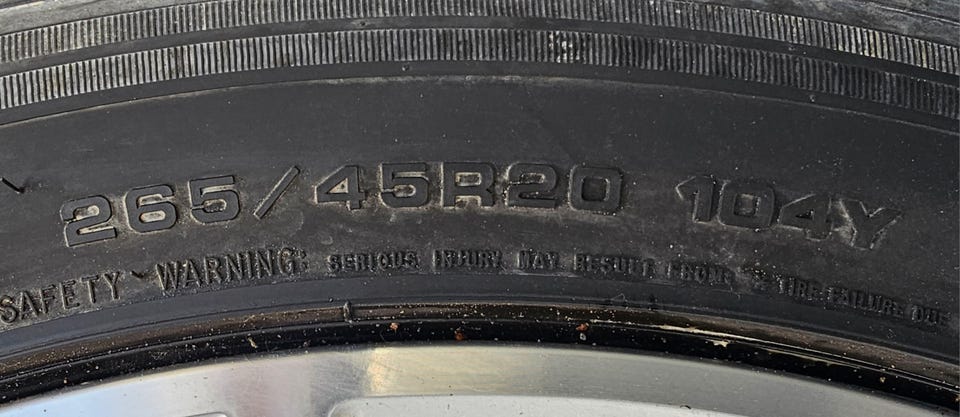 265/45R20 104Y
SAFETY WARNING: SERIOUS INJURY MAY RESULT FROM: • TIRE FAILURE DUE